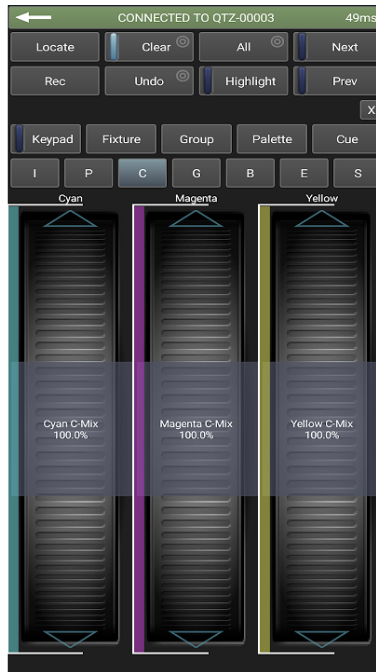 CONNECTED TO QTZ-00003 49ms
Locate Clear All Next
Rec Undo Highlight Prev
X
Keypad Fixture Group Palette Cue
I P C G B E S
Cyan Magenta Yellow
Cyan C-Mix Magenta C-Mix Yellow C-Mix
100.0% 100.0% 100.0%